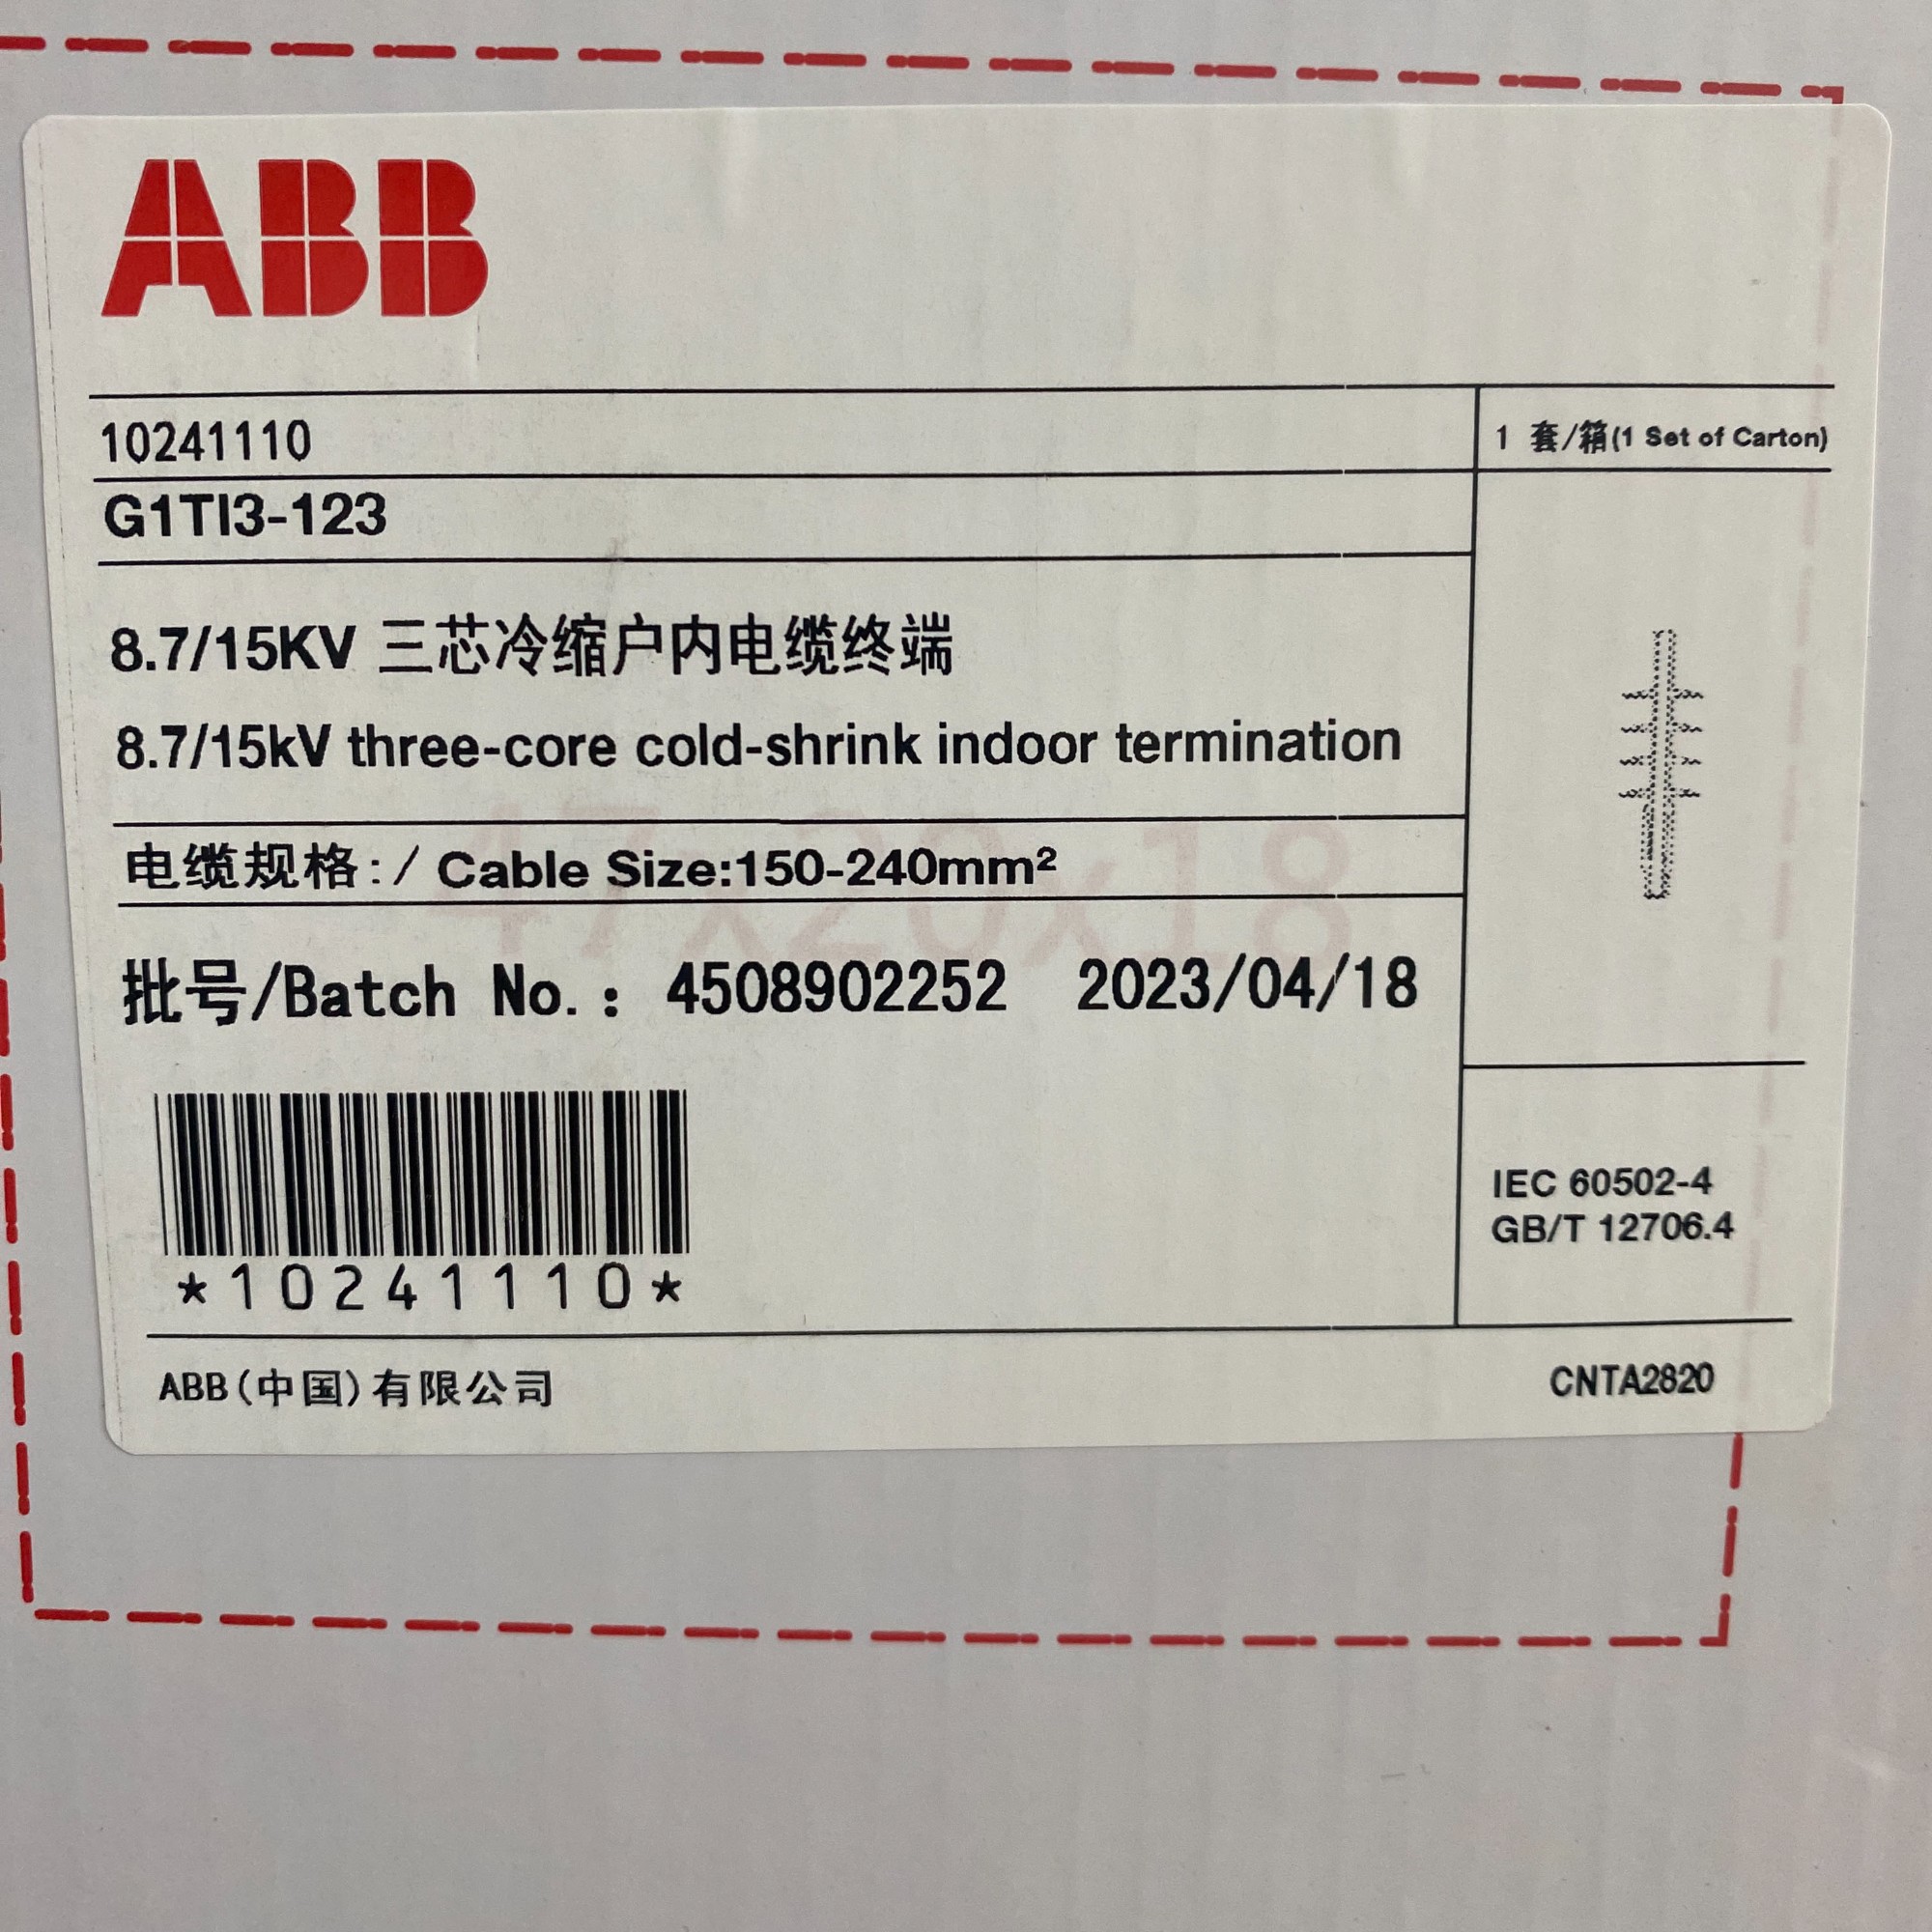 ABB
10241110
1 套/箱(1 Set of Carton)
G1TI3-123
8.7/15KV 三芯冷缩户内电缆终端
8.7/15kV three-core cold-shrink indoor termination
电缆规格:/ Cable Size:150-240mm²
47x20x18
批号/Batch No.: 4508902252 2023/04/18
*10241110*
IEC 60502-4
GB/T 12706.4
ABB(中国)有限公司
CNTA2820